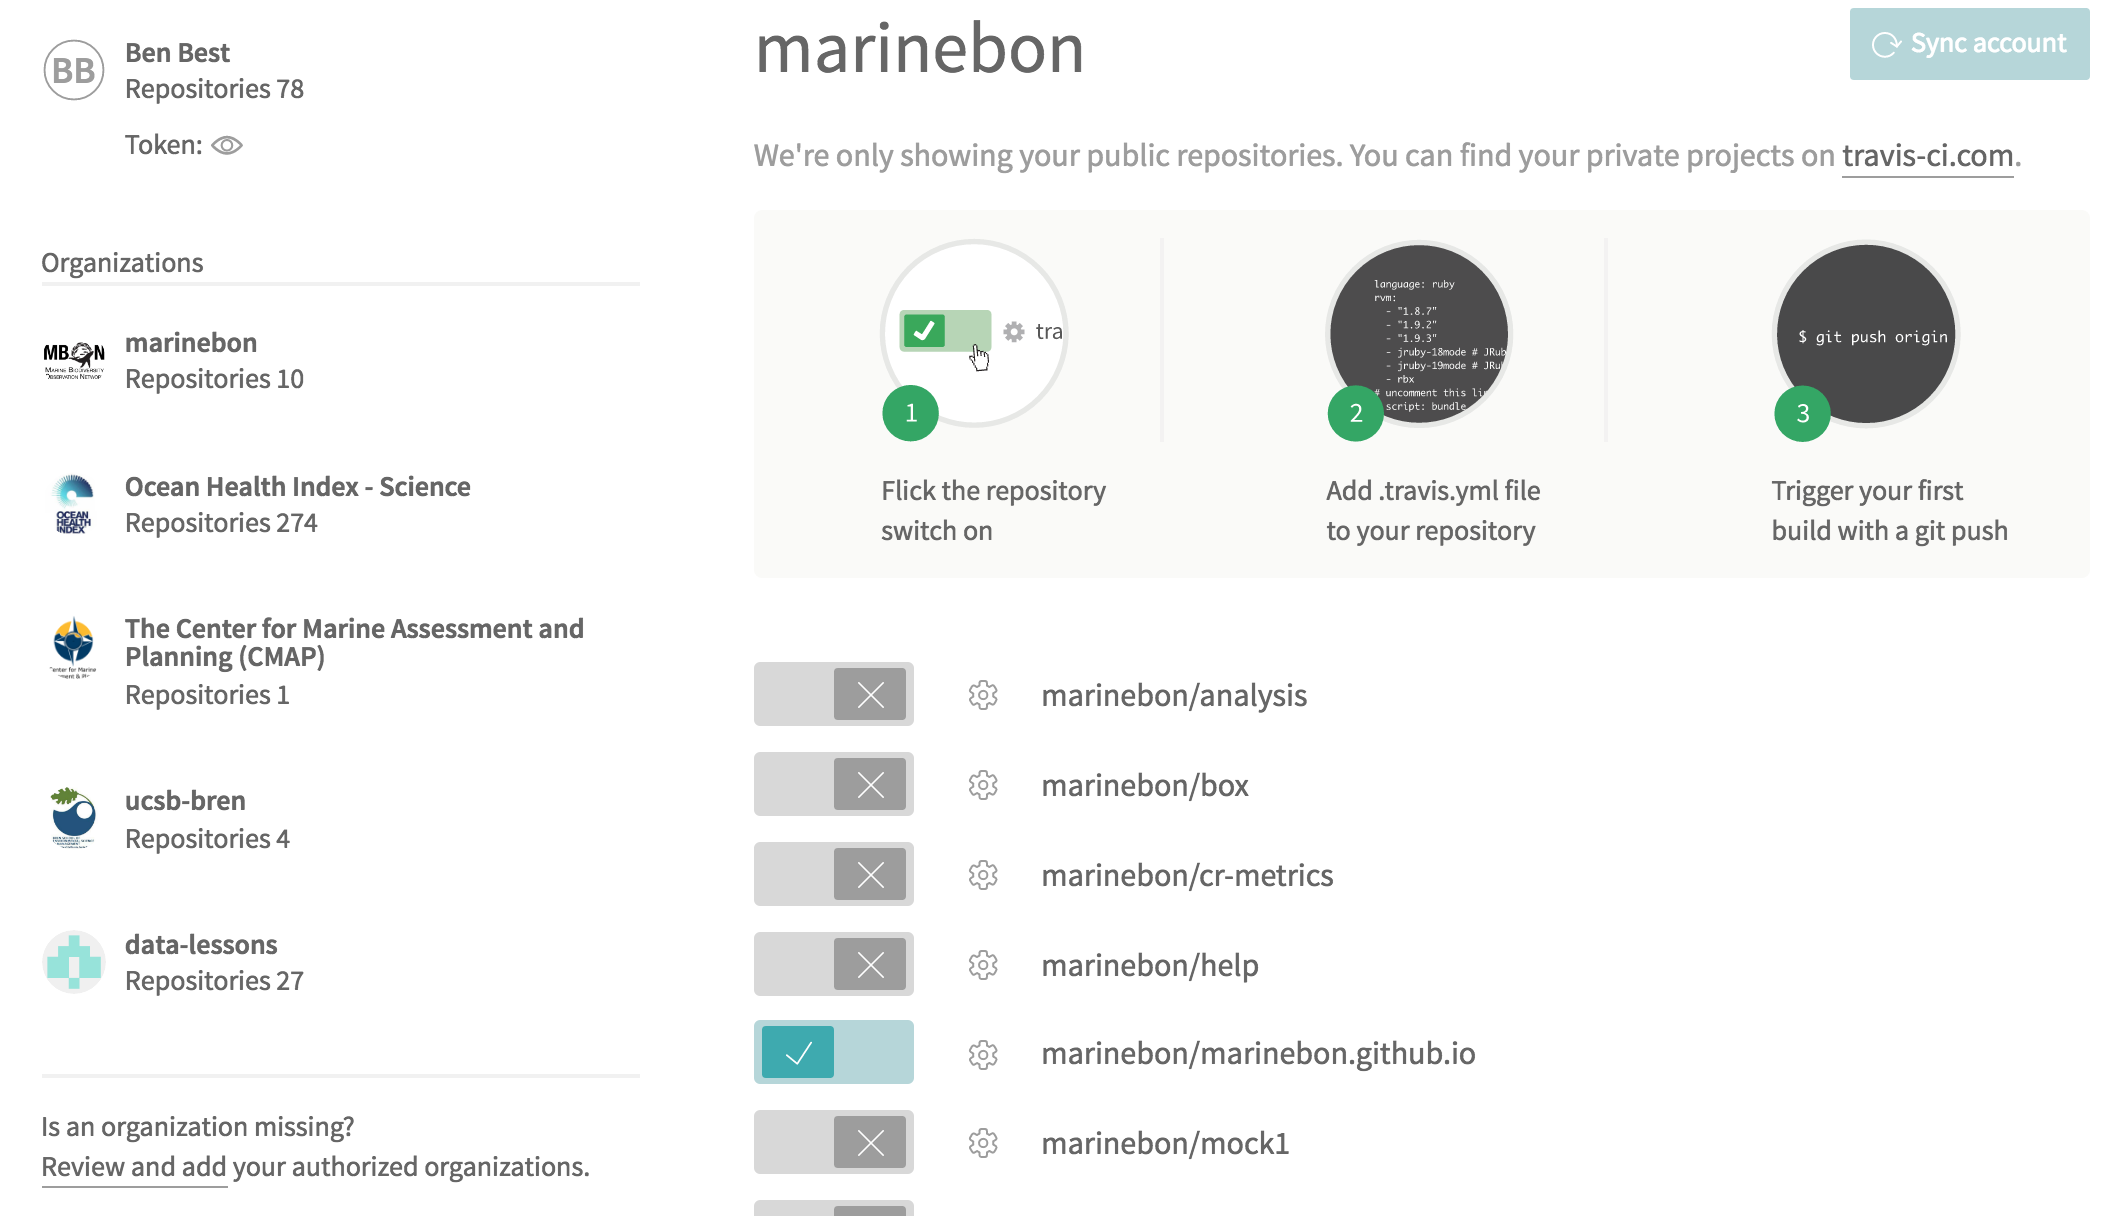 BB
Ben Best
Repositories 78
Token:
Organizations
MBON
MARINE BIODIVERSITY
marinebon
Repositories 10
OCEAN
HEALTH
INDEX
Ocean Health Index - Science
Repositories 274
The Center for Marine Assessment and
Planning (CMAP)
Repositories 1
ucsb-bren
Repositories 4
data-lessons
Repositories 27
Is an organization missing?
Review and add your authorized organizations.
marinebon
Sync account
We're only showing your public repositories. You can find your private projects on travis-ci.com.
tra
1
Flick the repository
switch on
language: ruby
rvm:
- "1.8.7"
- "1.9.2"
- "1.9.3"
- jruby-18mode # JRub
- jruby-19mode # JRu
- rbx
# uncomment this li
script: bundle
2
Add .travis.yml file
to your repository
$ git push origin
3
Trigger your first
build with a git push
marinebon/analysis
marinebon/box
marinebon/cr-metrics
marinebon/help
marinebon/marinebon.github.io
marinebon/mock1